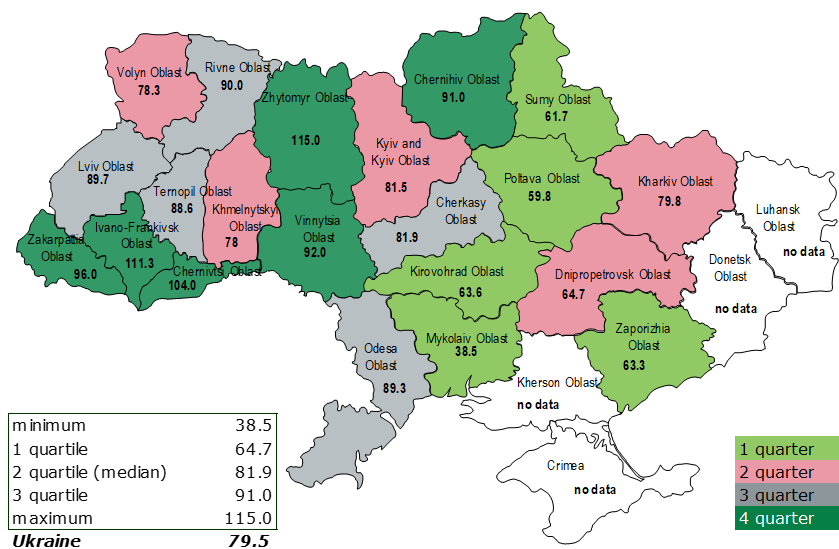 Volyn Oblast
78.3
Rivne Oblast
90.0
Zhytomyr Oblast
115.0
Chernihiv Oblast
91.0
Sumy Oblast
61.7
Kyiv and
Kyiv Oblast
81.5
Lviv Oblast
89.7
Ternopil Oblast
88.6
Khmelnytskyi
Oblast
78
Vinnytsia
Oblast
92.0
Cherkasy
Oblast
81.9
Poltava Oblast
59.8
Kharkiv Oblast
79.8
Luhansk
Oblast
no data
Zakarpattia
Oblast
96.0
Ivano-Frankivsk
Oblast
111.3
Chernivtsi Oblast
104.0
Kirovohrad Oblast
63.6
Dnipropetrovsk Oblast
64.7
Donetsk
Oblast
no data
Odesa
Oblast
89.3
Mykolaiv Oblast
38.5
Zaporizhia
Oblast
63.3
Kherson Oblast
no data
Crimea
no data
minimum 38.5
1 quartile 64.7
2 quartile (median) 81.9
3 quartile 91.0
maximum 115.0
Ukraine 79.5
1 quarter
2 quarter
3 quarter
4 quarter